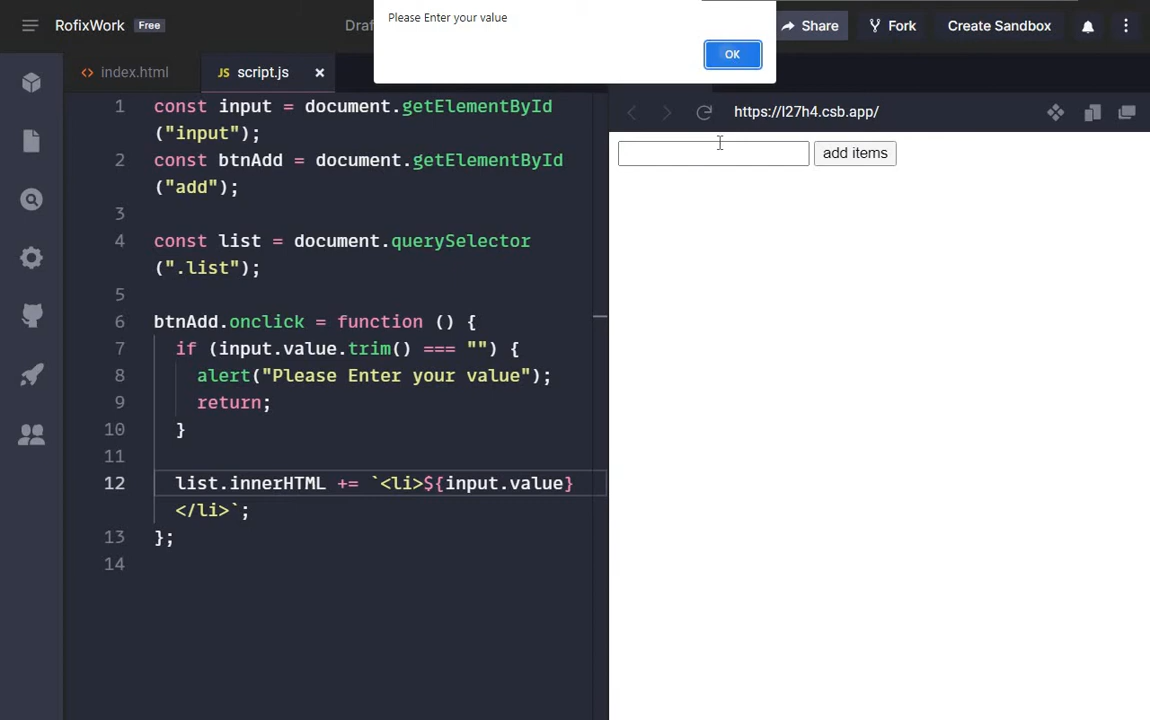 RofixWork Free Draf
Please Enter your value
OK
Share Fork Create Sandbox
index.html JS script.js
https://l27h4.csb.app/
add items
1 const input = document.getElementById
("input");
2 const btnAdd = document.getElementById
("add");
3
4 const list = document.querySelector
(".list");
5
6 btnAdd.onclick = function () {
7 if (input.value.trim() === "") {
8 alert("Please Enter your value");
9 return;
10 }
11
12 list.innerHTML += `<li>${input.value}
</li>`;
13 };
14